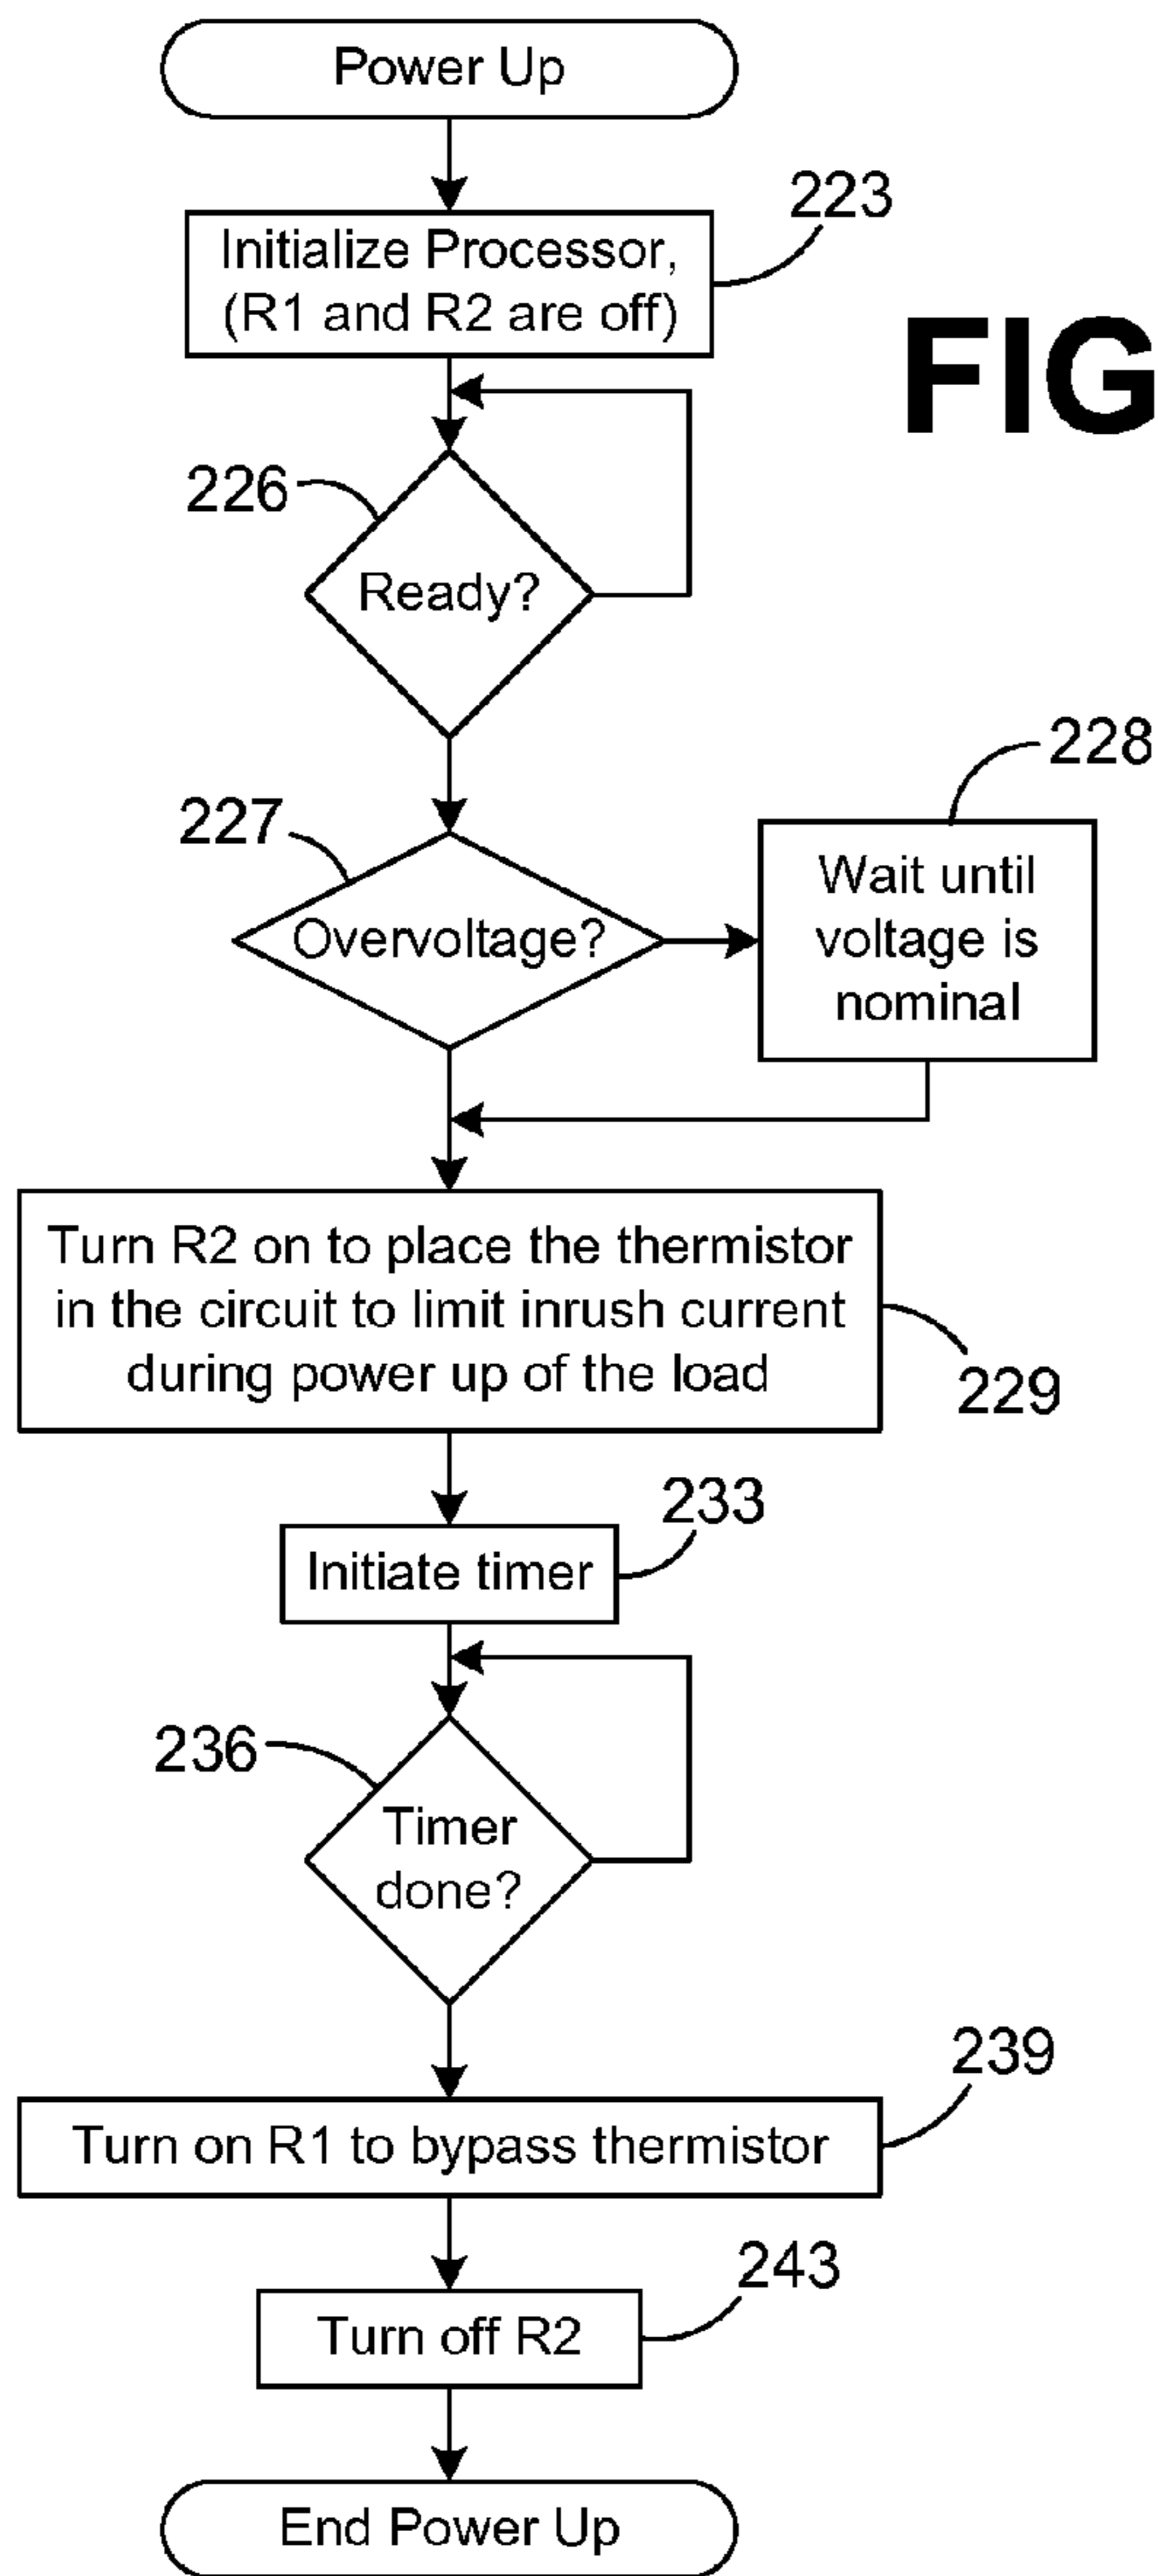 Power Up
223
Initialize Processor,
(R1 and R2 are off)
FIG
226
Ready?
228
227
Overvoltage?
Wait until
voltage is
nominal
Turn R2 on to place the thermistor
in the circuit to limit inrush current
during power up of the load
229
233
Initiate timer
236
Timer
done?
239
Turn on R1 to bypass thermistor
243
Turn off R2
End Power Up